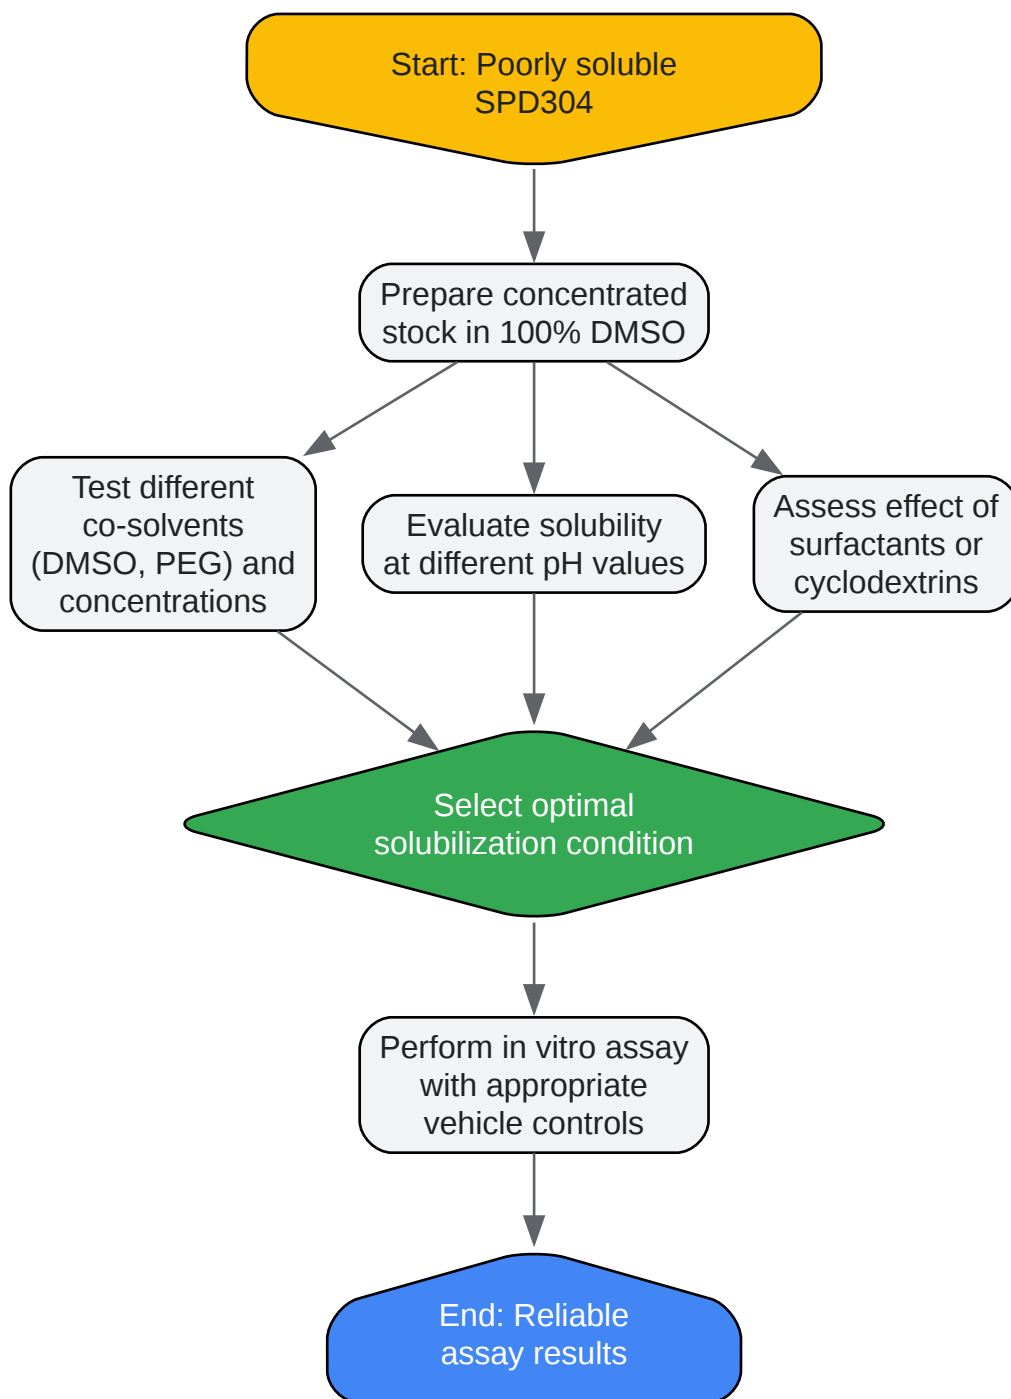 Start: Poorly soluble
SPD304
Prepare concentrated
stock in 100% DMSO
Test different
co-solvents
(DMSO, PEG) and
concentrations
Evaluate solubility
at different pH values
Assess effect of
surfactants or
cyclodextrins
Select optimal
solubilization condition
Perform in vitro assay
with appropriate
vehicle controls
End: Reliable
assay results